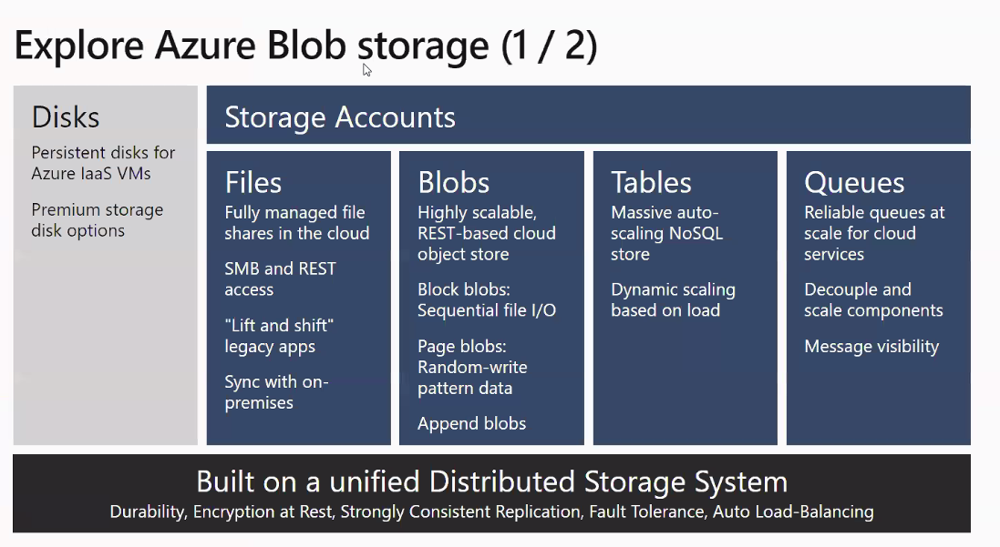 Explore Azure Blob storage (1 / 2)
Disks
Persistent disks for
Azure IaaS VMs
Premium storage
disk options
Storage Accounts
Files
Fully managed file
shares in the cloud
SMB and REST
access
"Lift and shift"
legacy apps
Sync with on-
premises
Blobs
Highly scalable,
REST-based cloud
object store
Block blobs:
Sequential file I/O
Page blobs:
Random-write
pattern data
Append blobs
Tables
Massive auto-
scaling NoSQL
store
Dynamic scaling
based on load
Queues
Reliable queues at
scale for cloud
services
Decouple and
scale components
Message visibility
Built on a unified Distributed Storage System
Durability, Encryption at Rest, Strongly Consistent Replication, Fault Tolerance, Auto Load-Balancing